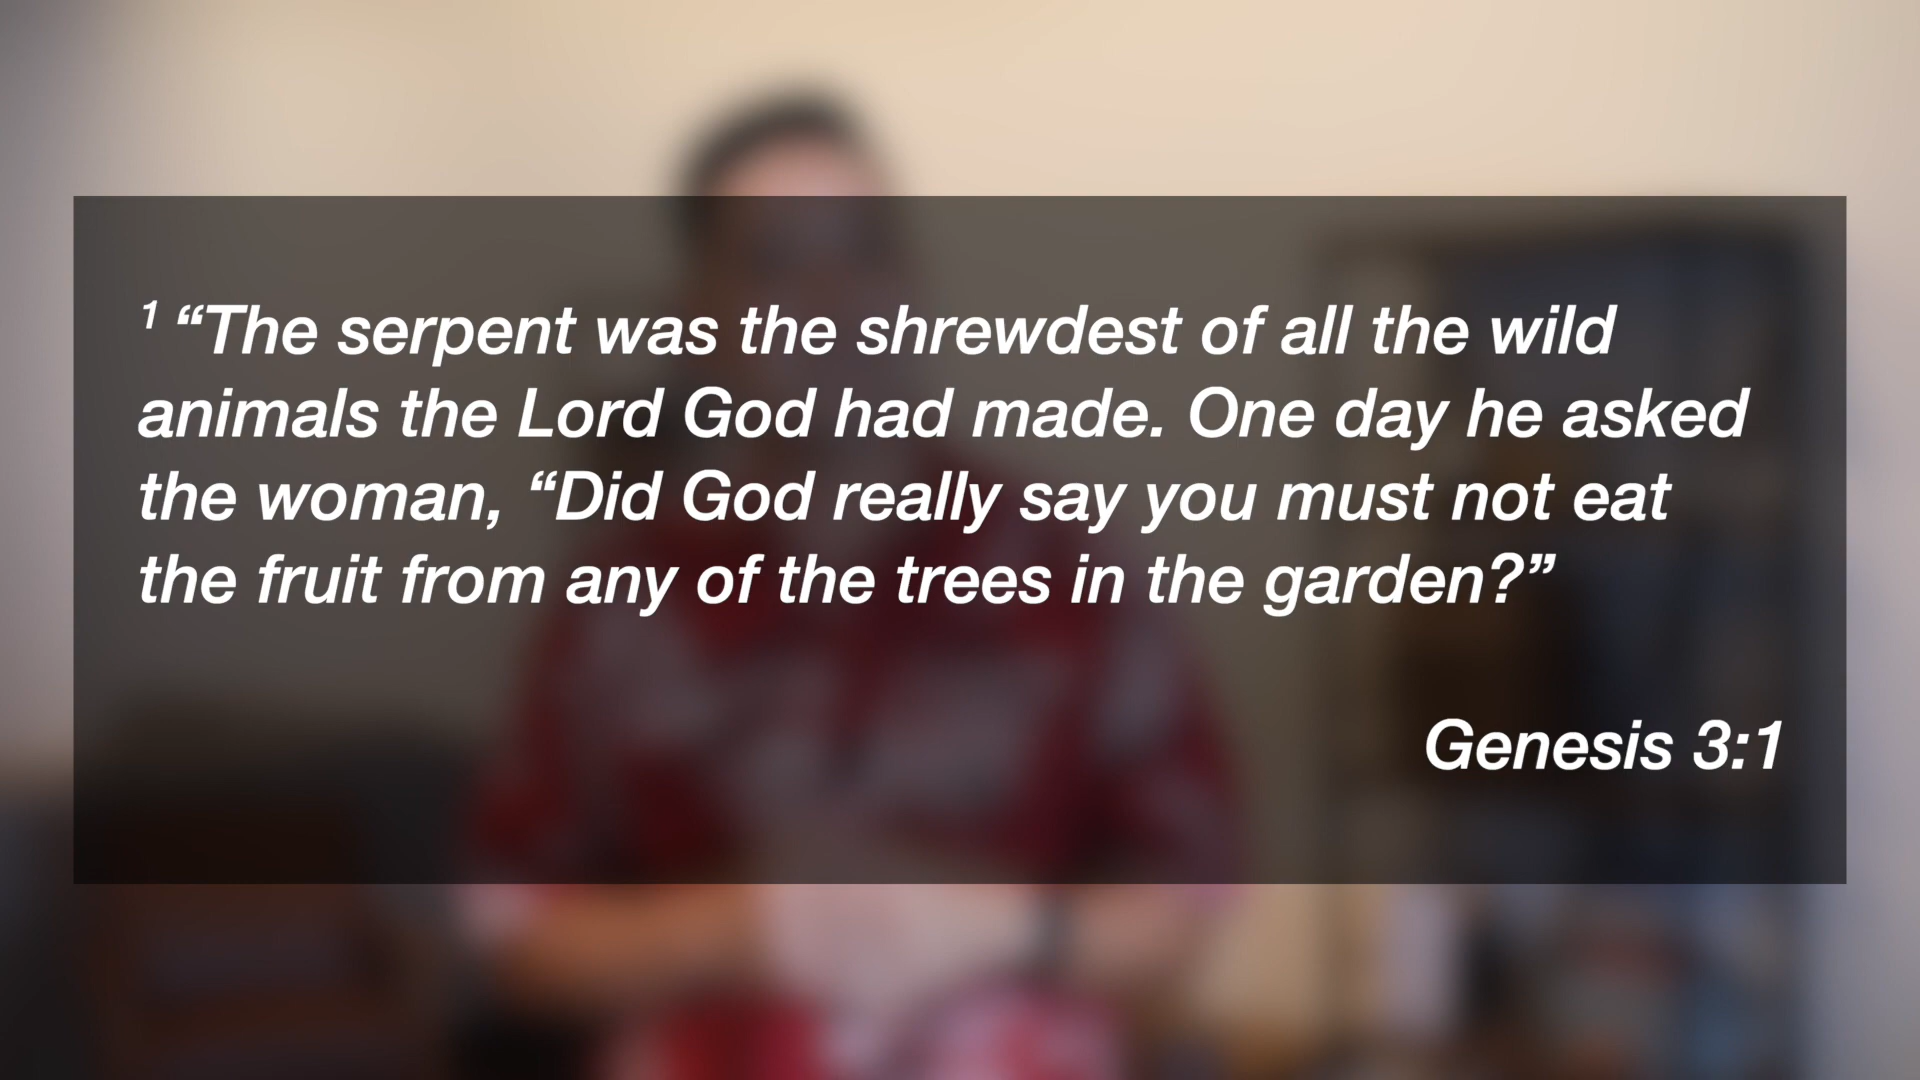 ¹ “The serpent was the shrewdest of all the wild
animals the Lord God had made. One day he asked
the woman, “Did God really say you must not eat
the fruit from any of the trees in the garden?”
Genesis 3:1